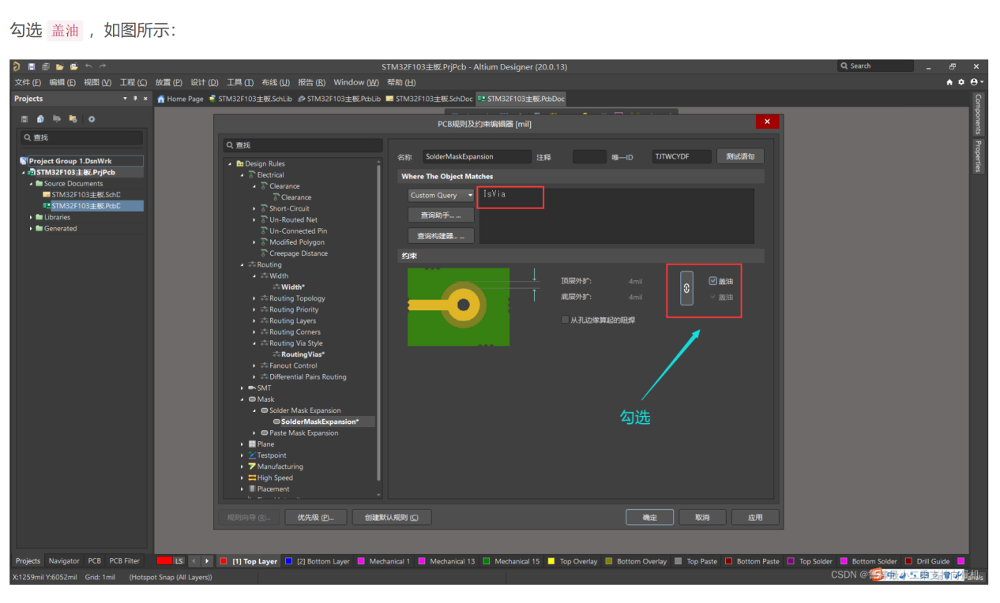 勾选 盖油 ，如图所示：
STM32F103主板.PrjPcb - Altium Designer (20.0.13)
Search
文件 (F) 编辑 (E) 视图 (V) 工程 (C) 放置 (P) 设计 (D) 工具 (T) 布线 (U) 报告 (R) Window (W) 帮助 (H)
Projects
Home Page STM32F103主板.SchLib STM32F103主板.PcbLib STM32F103主板.SchDoc STM32F103主板.PcbDoc
Components
Properties
查找
Project Group 1.DsnWrk
STM32F103主板.PrjPcb
Source Documents
STM32F103主板.SchD
STM32F103主板.PcbD
Libraries
Generated
PCB规则及约束编辑器 [mil]
查找
Design Rules
Electrical
Clearance
Clearance
Short-Circuit
Un-Routed Net
Un-Connected Pin
Modified Polygon
Creepage Distance
Routing
Width
Width*
Routing Topology
Routing Priority
Routing Layers
Routing Corners
Routing Via Style
RoutingVias*
Fanout Control
Differential Pairs Routing
SMT
Mask
Solder Mask Expansion
SolderMaskExpansion*
Paste Mask Expansion
Plane
Testpoint
Manufacturing
High Speed
Placement
名称 SolderMaskExpansion 注释 唯一ID TJTWCYDF 测试语句
Where The Object Matches
Custom Query IsVia
查询助手... ...
查询构建器... ...
约束
顶层外扩: 4mil 盖油
底层外扩: 4mil 盖油
从孔边缘算起的阻焊
勾选
规则向导 (R)... 优先级 (P)... 创建默认规则 (C) 确定 取消 应用
Projects Navigator PCB PCB Filter LS [1] Top Layer [2] Bottom Layer Mechanical 1 Mechanical 13 Mechanical 15 Top Overlay Bottom Overlay Top Paste Bottom Paste Top Solder Bottom Solder Drill Guide
X:1259mil Y:6052mil Grid: 1mil (Hotspot Snap (All Layers))
CSDN @